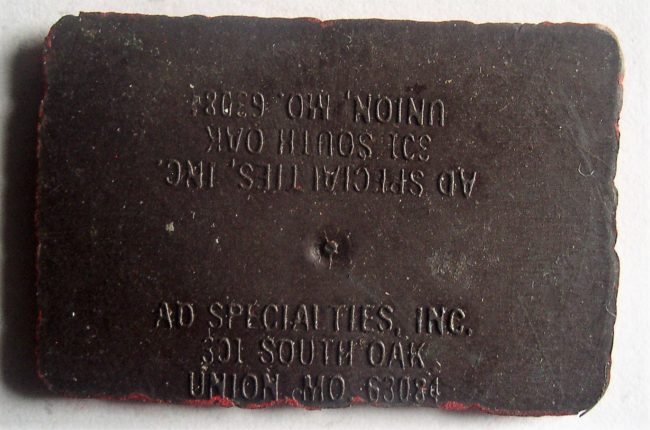 UNION, MO. 63084
301 SOUTH OAK
AD SPECIALTIES, INC.
AD SPECIALTIES, INC.
301 SOUTH OAK
UNION, MO. 63084